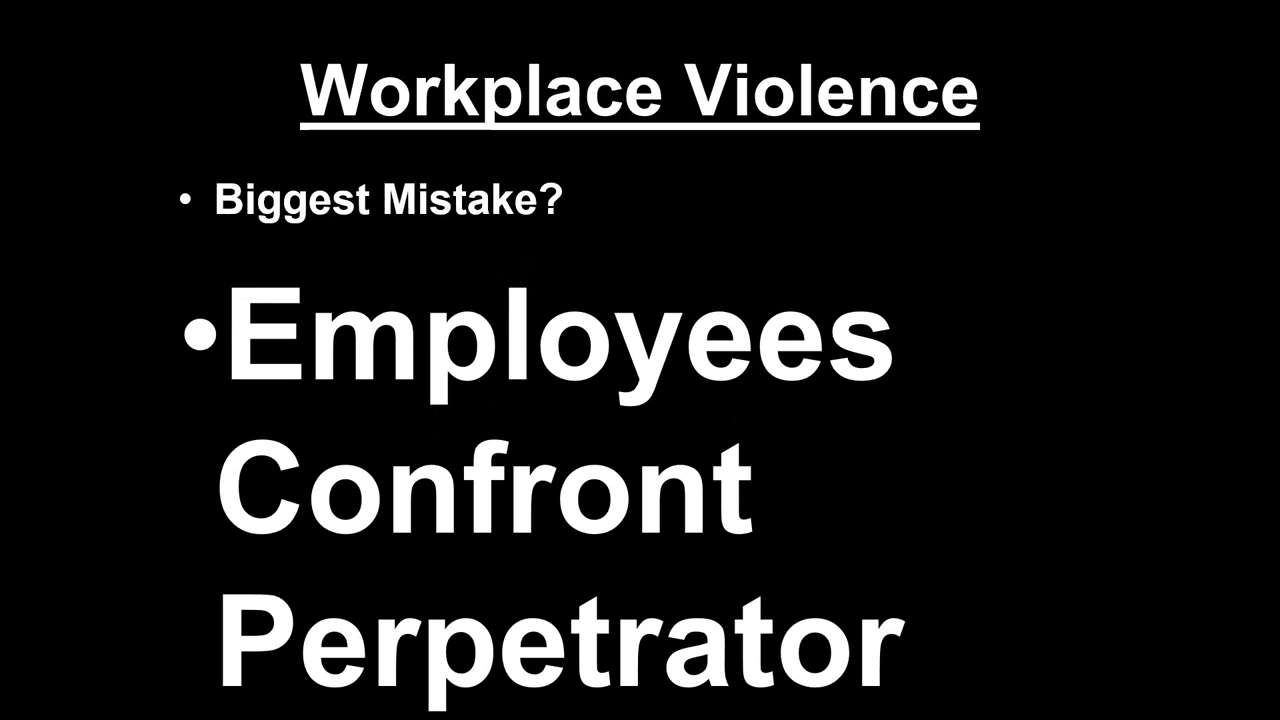 Workplace Violence
• Biggest Mistake?
•Employees
Confront
Perpetrator